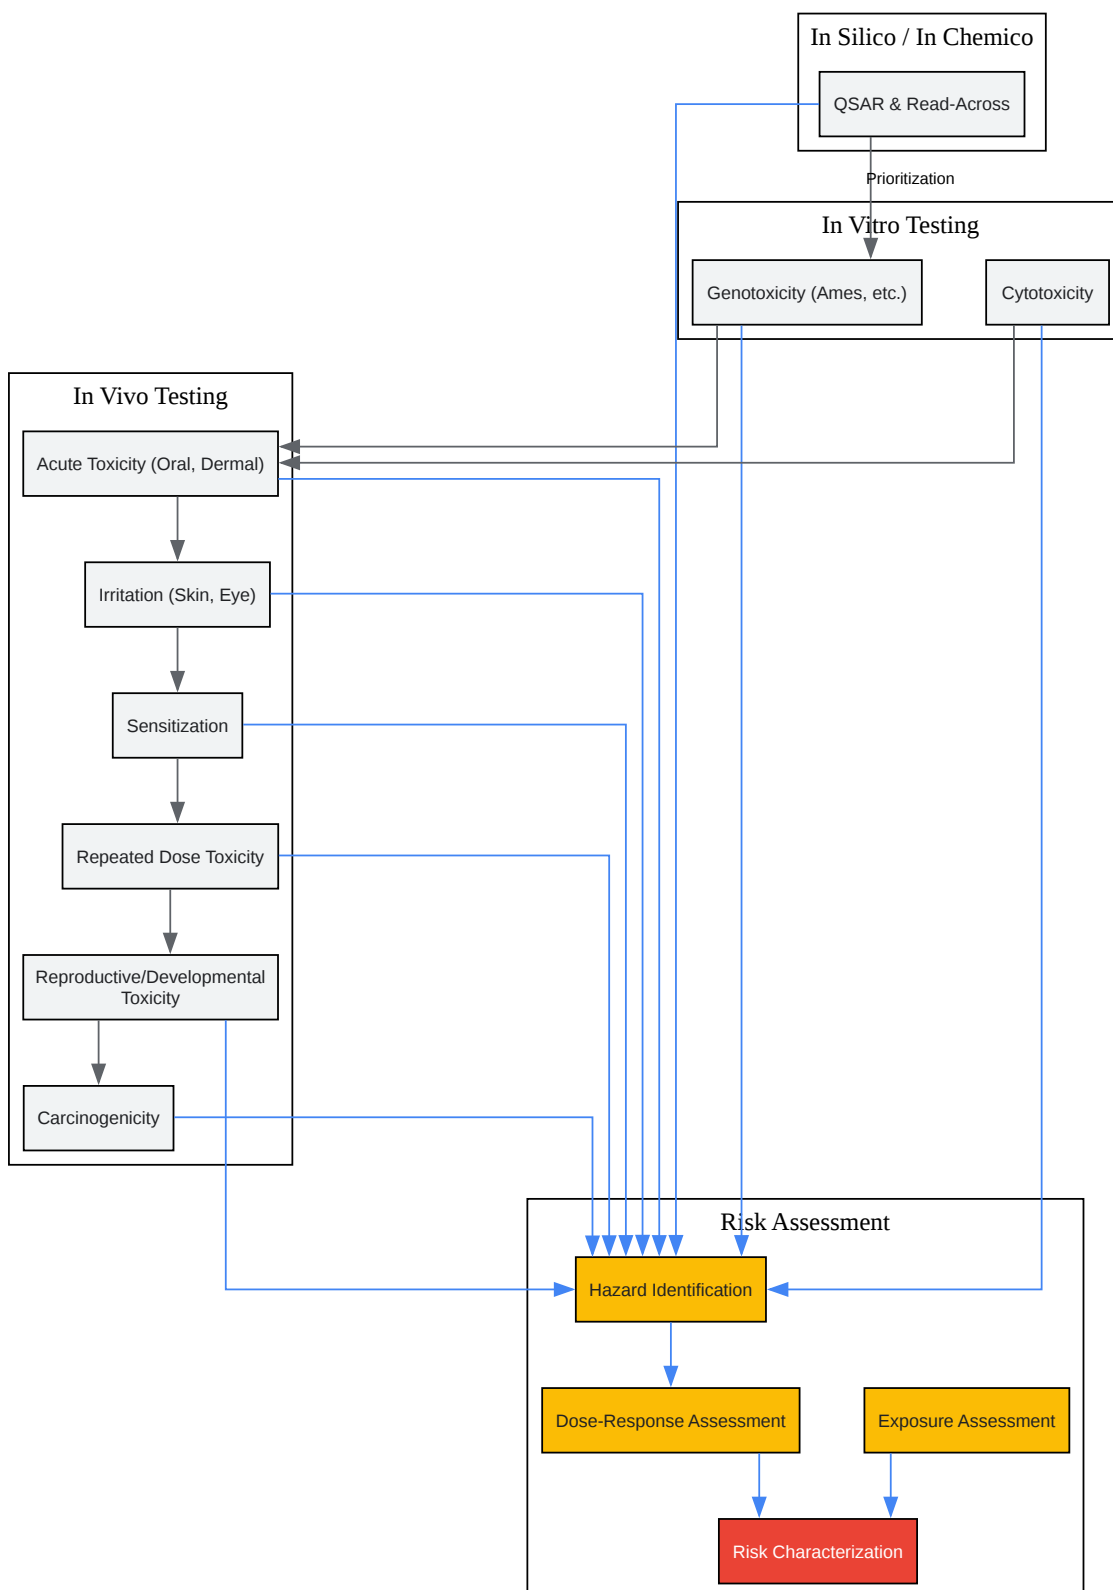 In Silico / In Chemico
QSAR & Read-Across
Prioritization
In Vitro Testing
Genotoxicity (Ames, etc.)
Cytotoxicity
In Vivo Testing
Acute Toxicity (Oral, Dermal)
Irritation (Skin, Eye)
Sensitization
Repeated Dose Toxicity
Reproductive/Developmental
Toxicity
Carcinogenicity
Risk Assessment
Hazard Identification
Dose-Response Assessment
Exposure Assessment
Risk Characterization